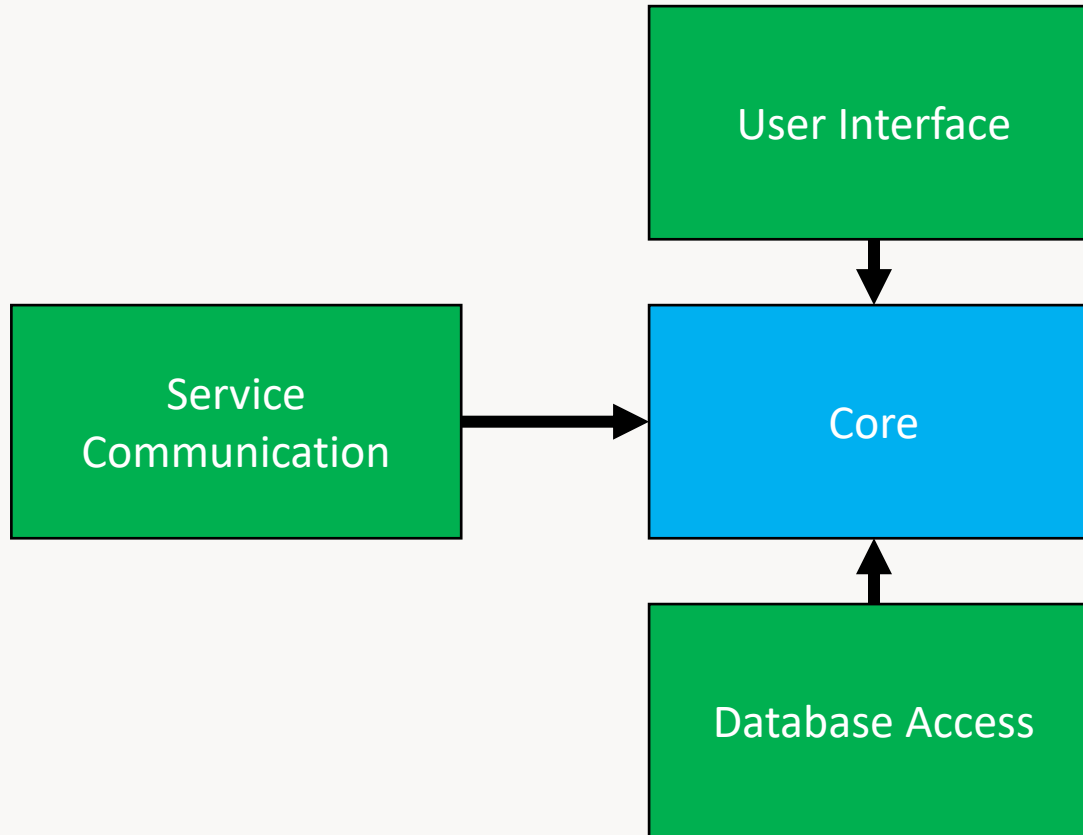 User Interface
Service
Communication
Core
Database Access